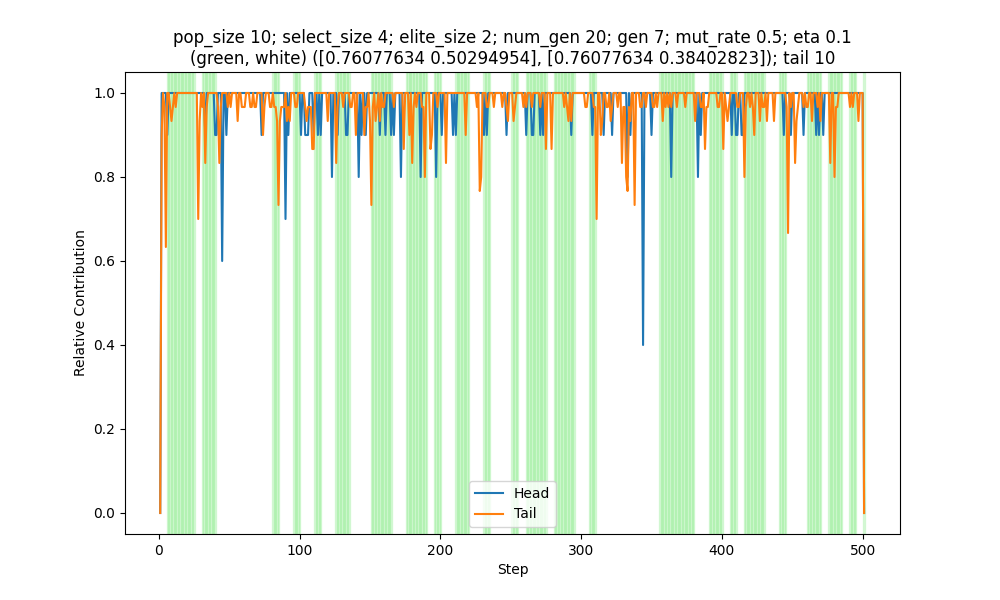 pop_size 10; select_size 4; elite_size 2; num_gen 20; gen 7; mut_rate 0.5; eta 0.1
(green, white) ([0.76077634 0.50294954], [0.76077634 0.38402823]); tail 10
1.0
0.8
0.6
0.4
0.2
0.0
Relative Contribution
Head
Tail
0
100
200
300
400
500
Step